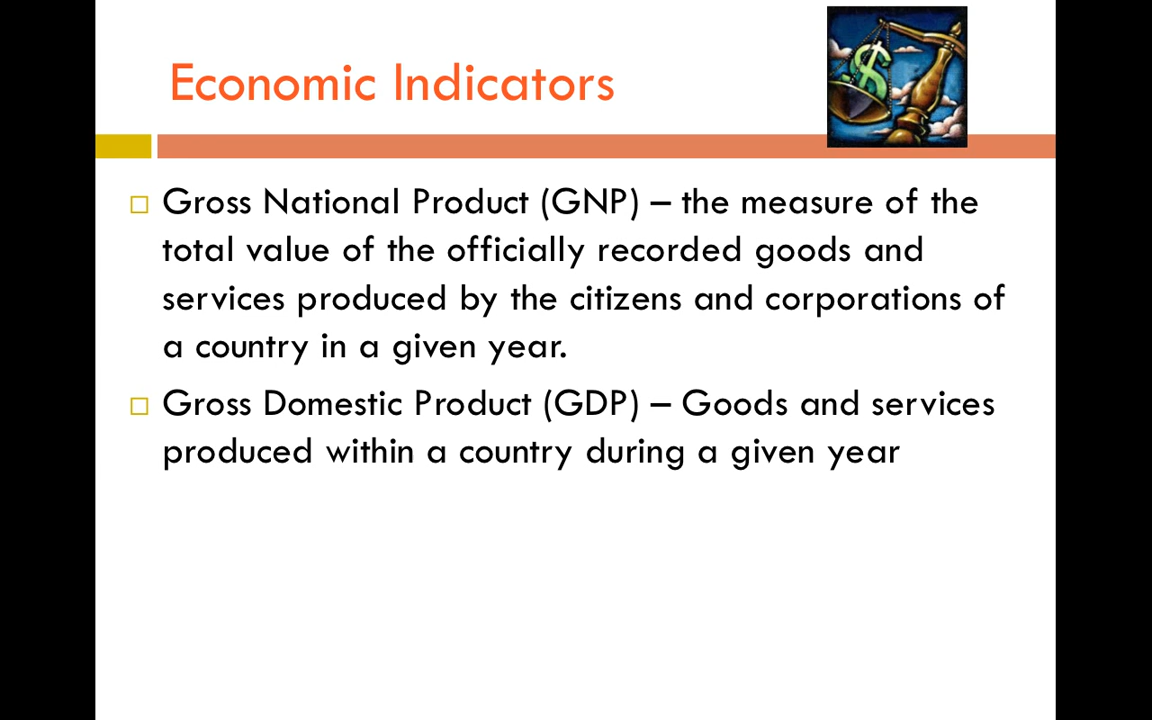 Economic Indicators
Gross National Product (GNP) – the measure of the
total value of the officially recorded goods and
services produced by the citizens and corporations of
a country in a given year.
Gross Domestic Product (GDP) – Goods and services
produced within a country during a given year